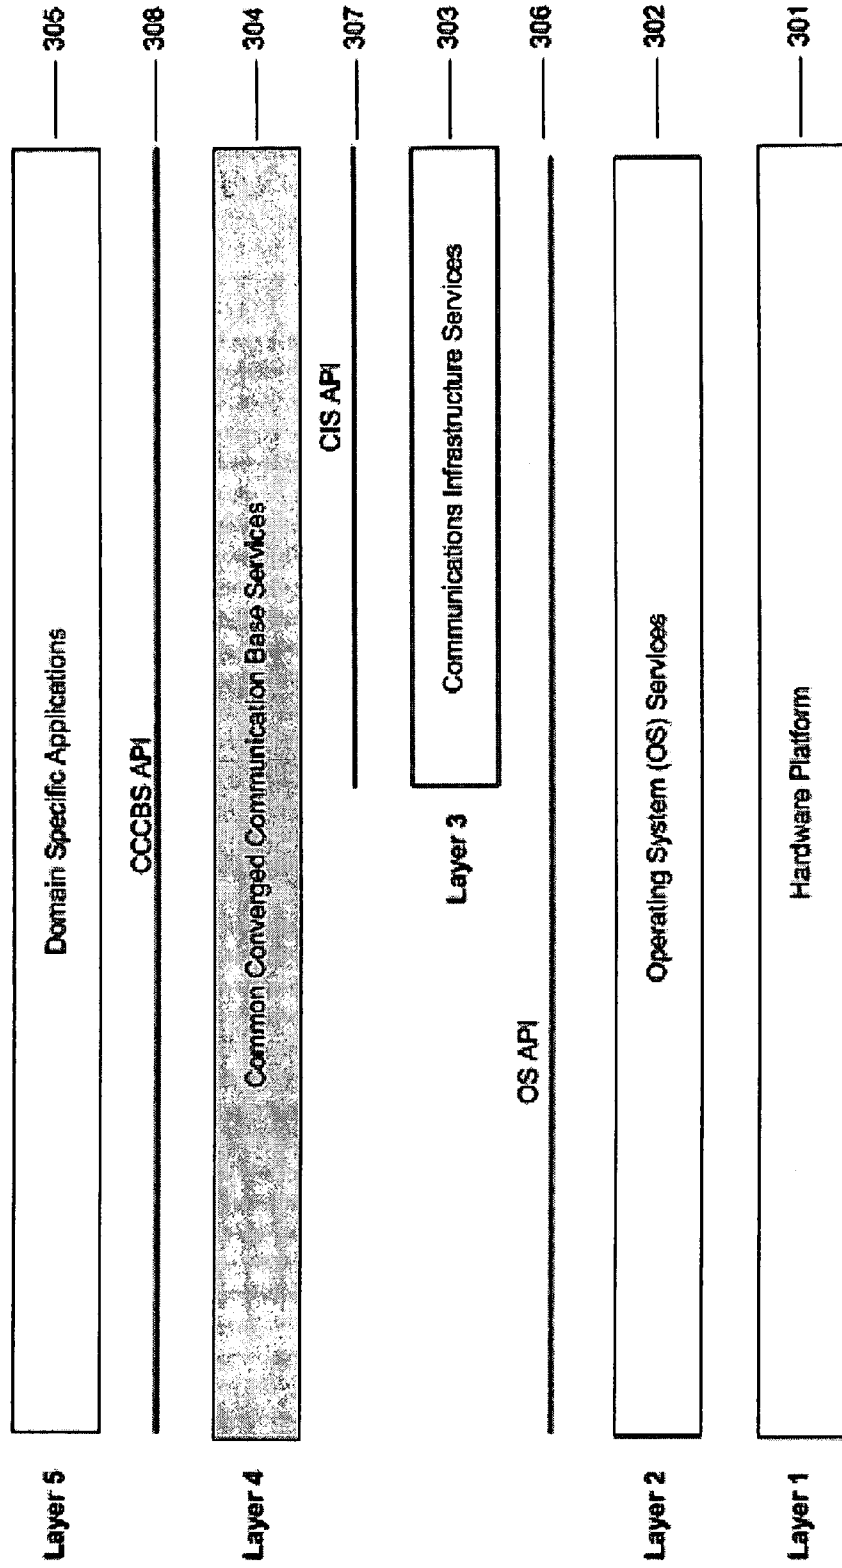 Layer 5 Domain Specific Applications 305
CCCBS API 308
Layer 4 Common Converged Communication Base Services 304
CIS API 307
Layer 3 Communications Infrastructure Services 303
OS API 306
Layer 2 Operating System (OS) Services 302
Layer 1 Hardware Platform 301